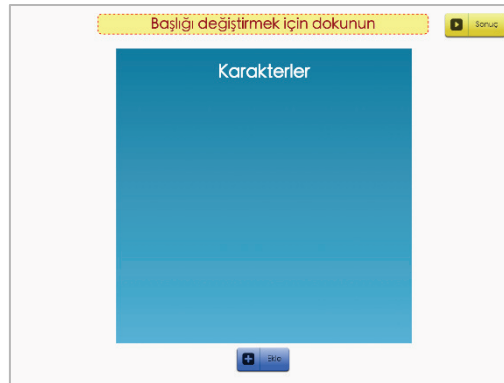 Başlığı değiştirmek için dokunun
Sonuç
Karakterler
Ekle